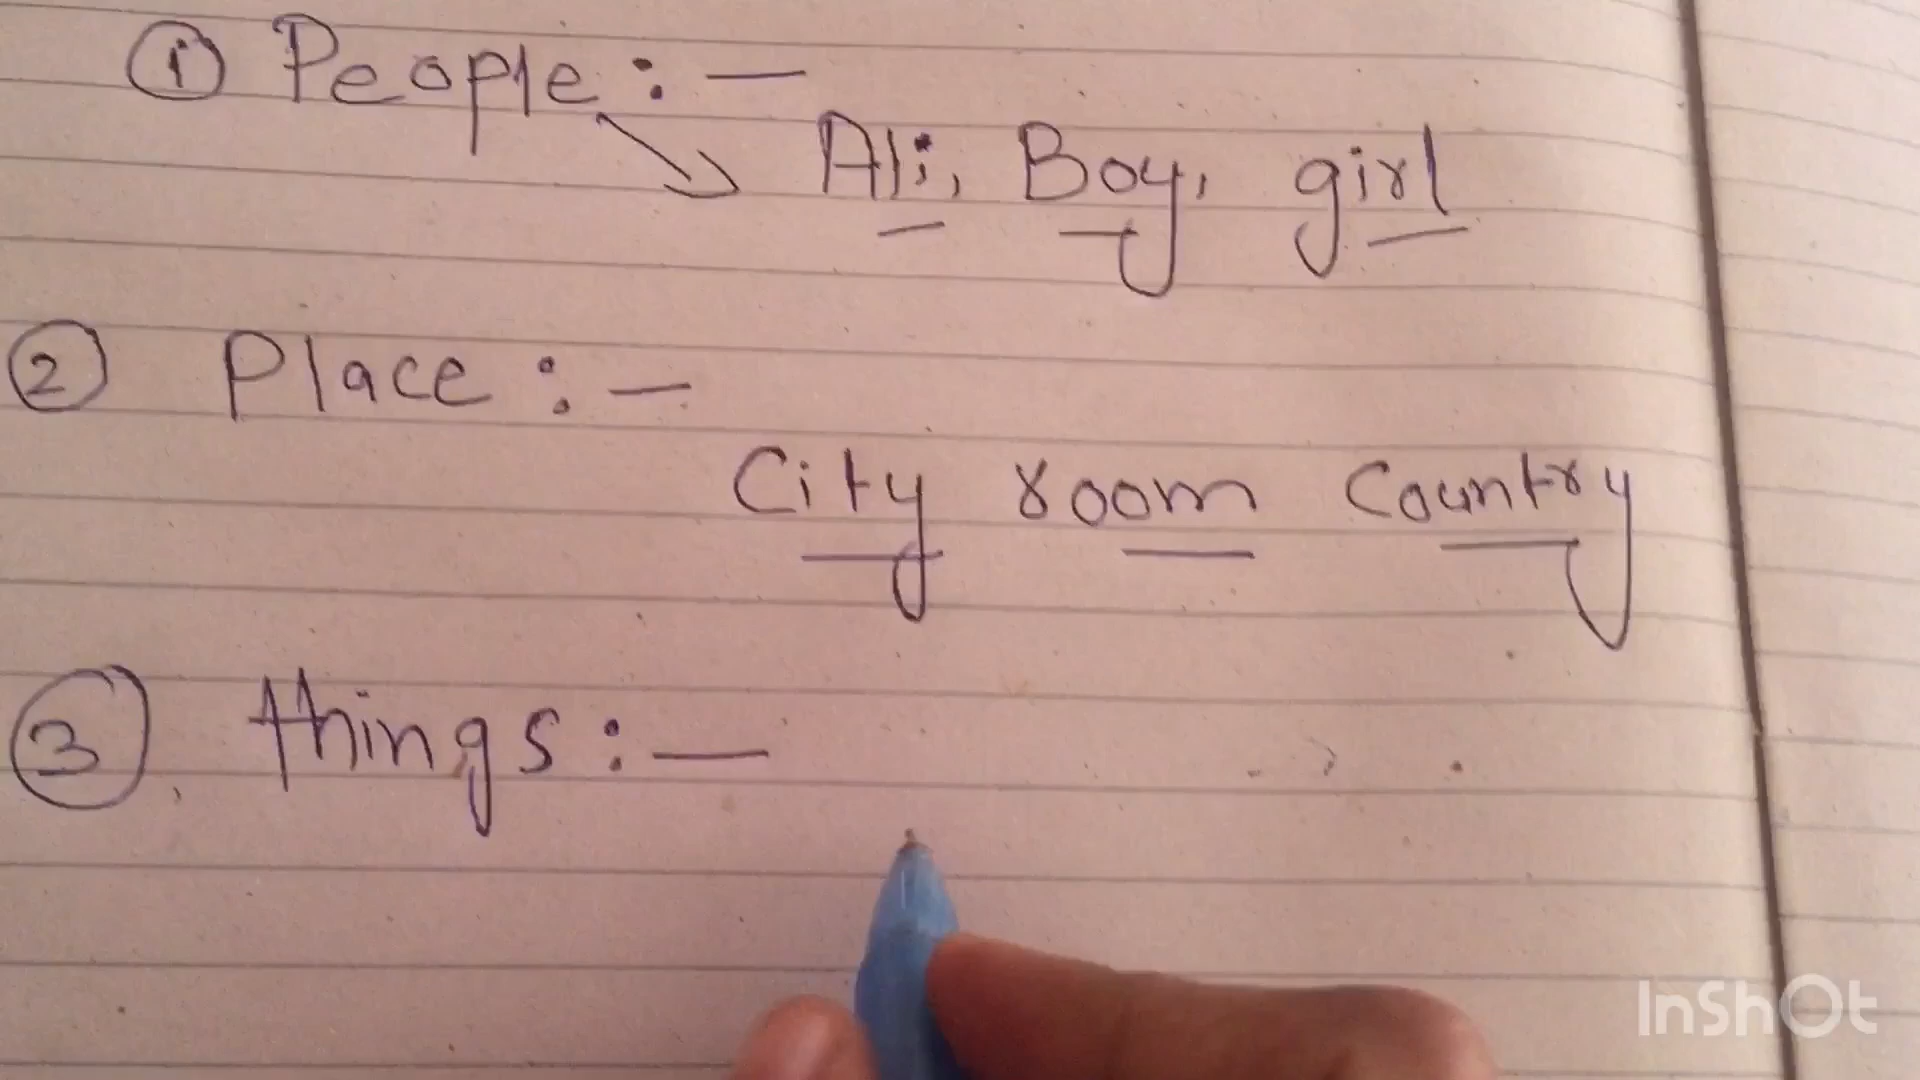 ① People :—
Ali, Boy, girl
② Place :—
City room Country
③ things :—
InShOt